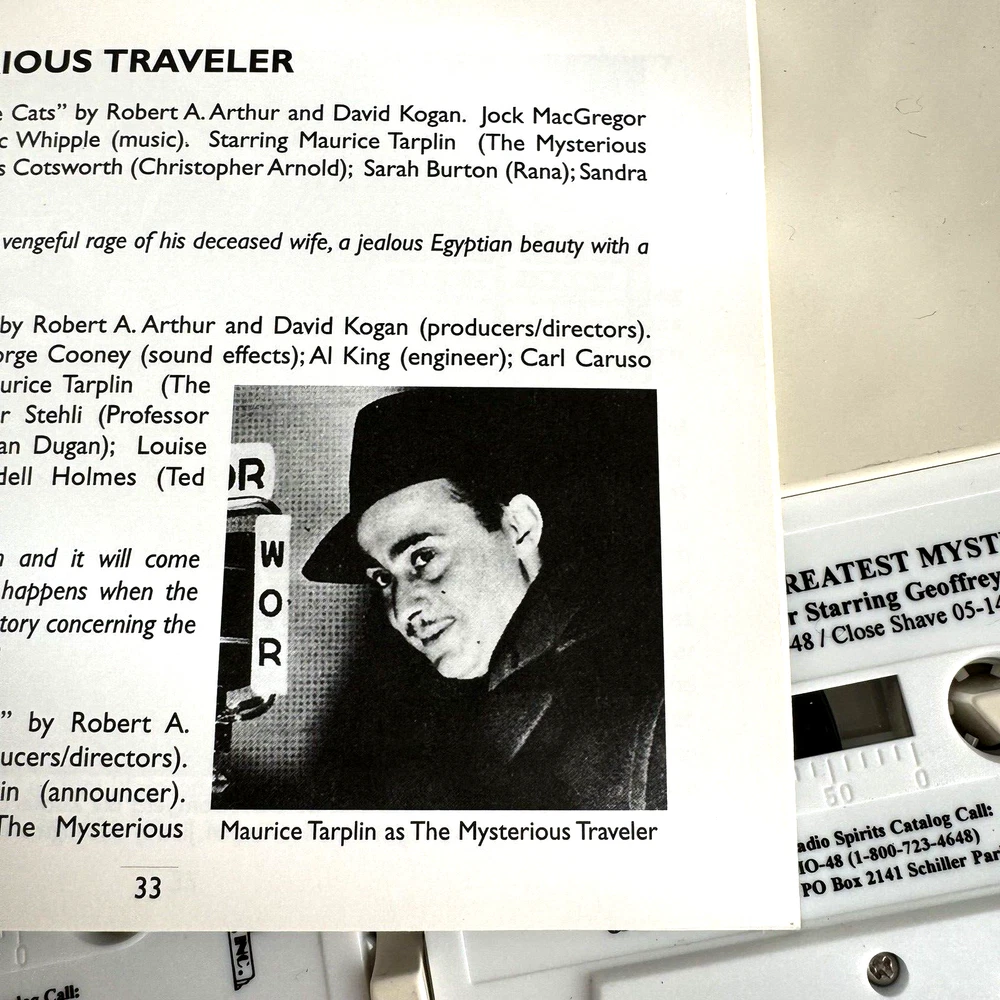 IOUS TRAVELER
Cats" by Robert A. Arthur and David Kogan. Jock MacGregor
Whipple (music). Starring Maurice Tarplin (The Mysterious
Cotsworth (Christopher Arnold); Sarah Burton (Rana); Sandra
vengeful rage of his deceased wife, a jealous Egyptian beauty with a
by Robert A. Arthur and David Kogan (producers/directors).
orge Cooney (sound effects); Al King (engineer); Carl Caruso
urice Tarplin (The
r Stehli (Professor
an Dugan); Louise
dell Holmes (Ted
and it will come
happens when the
tory concerning the
" by Robert A.
ucers/directors).
in (announcer).
The Mysterious
OR
W
O
R
Maurice Tarplin as The Mysterious Traveler
33
REATEST MYST
r Starring Geoffrey
-48 / Close Shave 05-14
50 0
adio Spirits Catalog Call:
IO-48 (1-800-723-4648)
PO Box 2141 Schiller Par
INC.
Call: